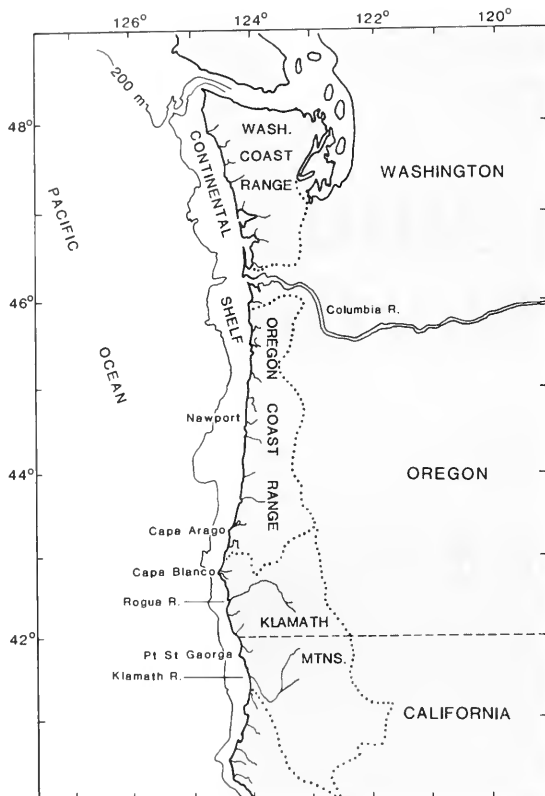 126° 124° 122° 120°
200 m
48°
WASH.
COAST
RANGE
CONTINENTAL
SHELF
WASHINGTON
PACIFIC
OCEAN
46°
Columbia R.
OREGON
COAST
RANGE
Nawport
44°
OREGON
Capa Arago
Capa Blanco
Rogua R.
KLAMATH
42°
Pt St Gaorga
MTNS.
Klamath R.
CALIFORNIA